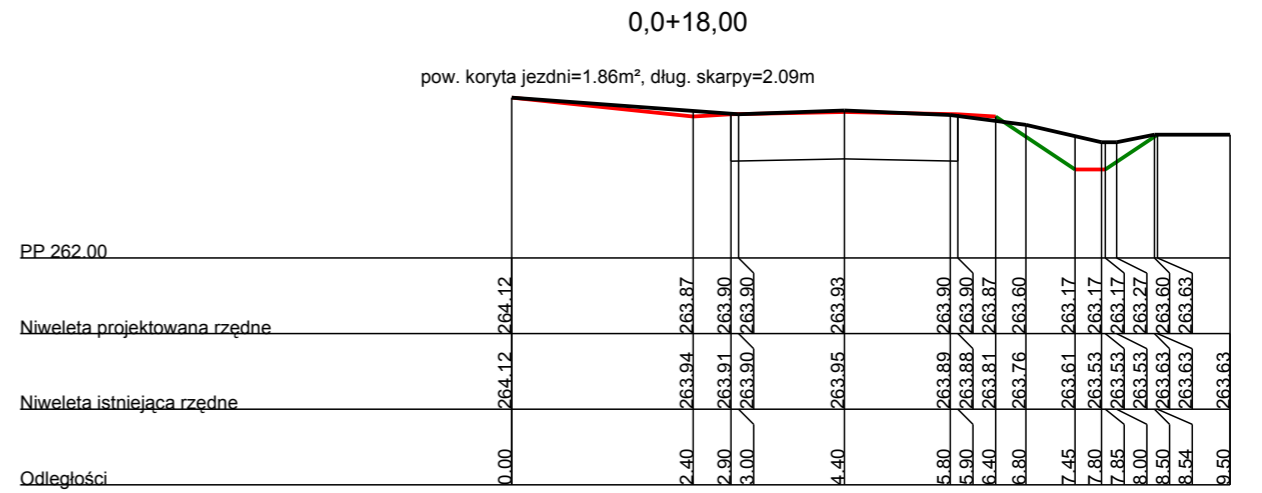 0,0+18,00
pow. koryta jezdni=1.86m², dług. skarpy=2.09m
PP 262.00
Niweleta projektowana rzędne 264.12 263.87 263.90 263.90 263.93 263.90 263.90 263.87 263.60 263.17 263.17 263.17 263.27 263.60 263.63
Niweleta istniejąca rzędne 264.12 263.94 263.91 263.90 263.95 263.89 263.88 263.81 263.76 263.61 263.53 263.53 263.53 263.63 263.63 263.63
Odległości 0.00 2.40 2.90 3.00 4.40 5.80 5.90 6.40 6.80 7.45 7.80 7.85 8.00 8.50 8.54 9.50